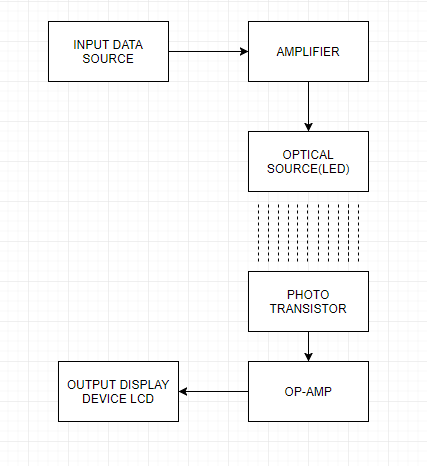 INPUT DATA
SOURCE
AMPLIFIER
OPTICAL
SOURCE(LED)
PHOTO
TRANSISTOR
OP-AMP
OUTPUT DISPLAY
DEVICE LCD